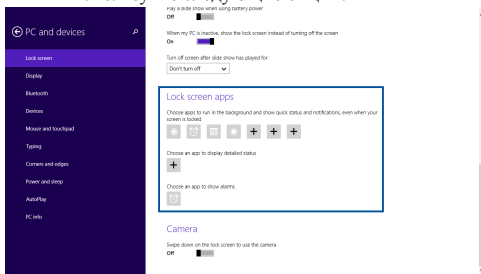 Play a slide show when using battery power
Off
PC and devices
When my PC is inactive, show the lock screen instead of turning off the screen
On
Lock screen
Turn off screen after slide show has played for
Don't turn off
Display
Bluetooth
Lock screen apps
Devices
Choose apps to run in the background and show quick status and notifications, even when your
screen is locked
Mouse and touchpad
Typing
Choose an app to display detailed status
Corners and edges
Power and sleep
Choose an app to show alarms
AutoPlay
PC info
Camera
Swipe down on the lock screen to use the camera
Off